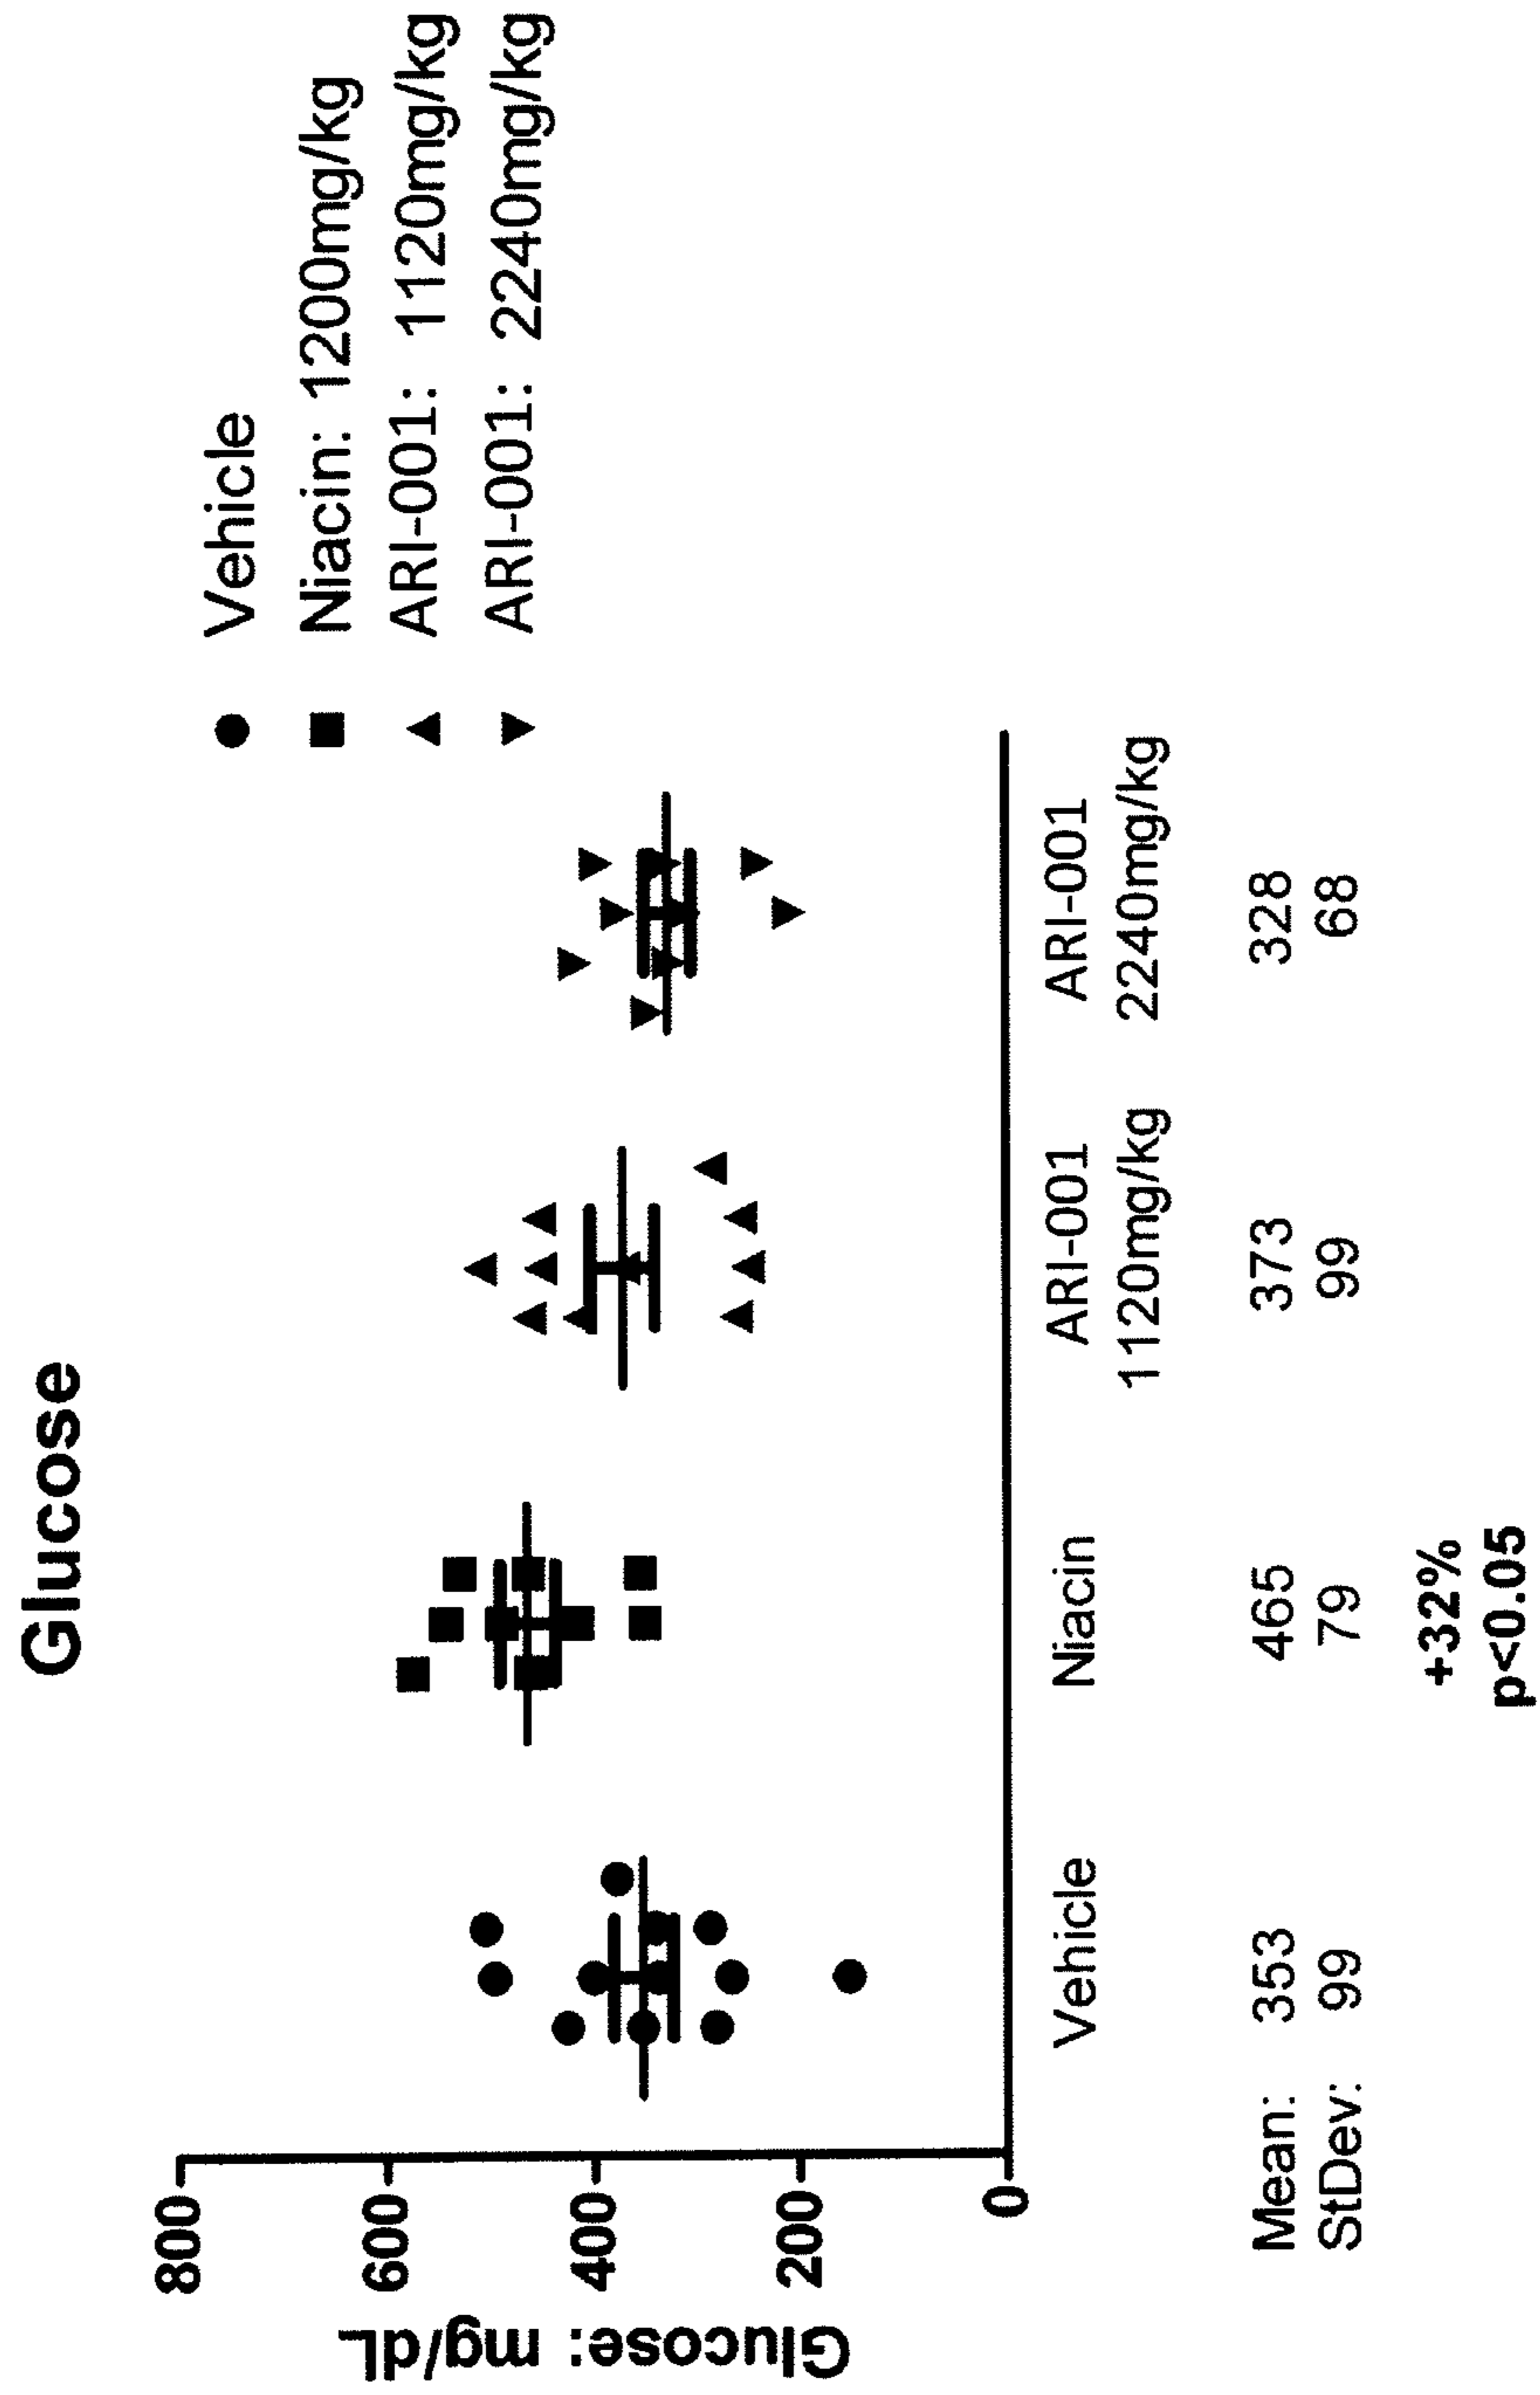 Glucose
Vehicle
Niacin: 1200mg/kg
ARI-001: 1120mg/kg
ARI-001: 2240mg/kg
Glucose: mg/dL
800
600
400
200
0
Vehicle Niacin ARI-001 ARI-001
1120mg/kg 2240mg/kg
Mean: 353 465 373 328
StDev: 99 79 99 68
+32%
p<0.05